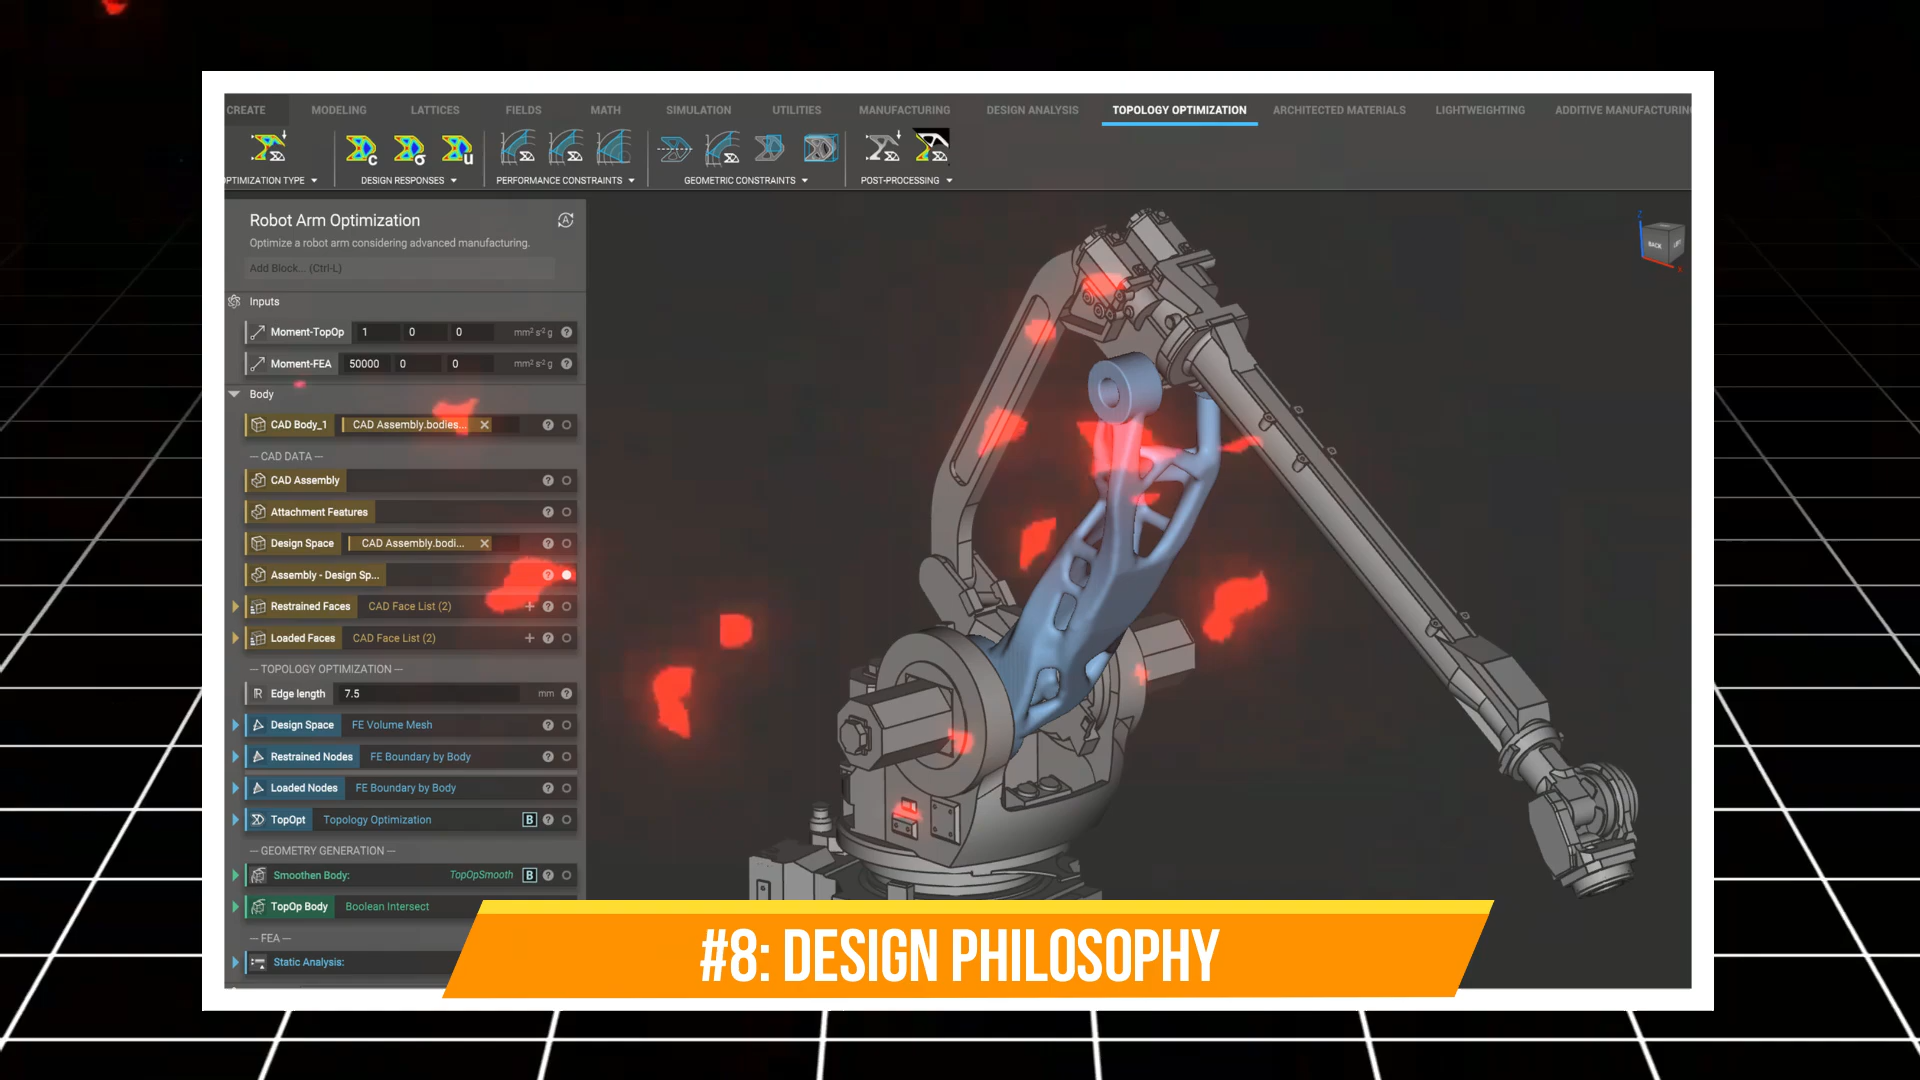 CREATE MODELING LATTICES FIELDS MATH SIMULATION UTILITIES MANUFACTURING DESIGN ANALYSIS TOPOLOGY OPTIMIZATION ARCHITECTED MATERIALS LIGHTWEIGHTING ADDITIVE MANUFACTURING
PTIMIZATION TYPE DESIGN RESPONSES PERFORMANCE CONSTRAINTS GEOMETRIC CONSTRAINTS POST-PROCESSING
Robot Arm Optimization
Optimize a robot arm considering advanced manufacturing.
Add Block... (Ctrl-L)
Inputs
Moment-TopOp 1 0 0 mm² s⁻² g
Moment-FEA 50000 0 0 mm² s⁻² g
Body
CAD Body_1 CAD Assembly.bodies...
--- CAD DATA ---
CAD Assembly
Attachment Features
Design Space CAD Assembly.bodi...
Assembly - Design Sp...
Restrained Faces CAD Face List (2)
Loaded Faces CAD Face List (2)
--- TOPOLOGY OPTIMIZATION ---
Edge length 7.5 mm
Design Space FE Volume Mesh
Restrained Nodes FE Boundary by Body
Loaded Nodes FE Boundary by Body
TopOpt Topology Optimization B
--- GEOMETRY GENERATION ---
Smoothen Body: TopOpSmooth B
TopOp Body Boolean Intersect
--- FEA ---
Static Analysis:
BACK
#8: DESIGN PHILOSOPHY